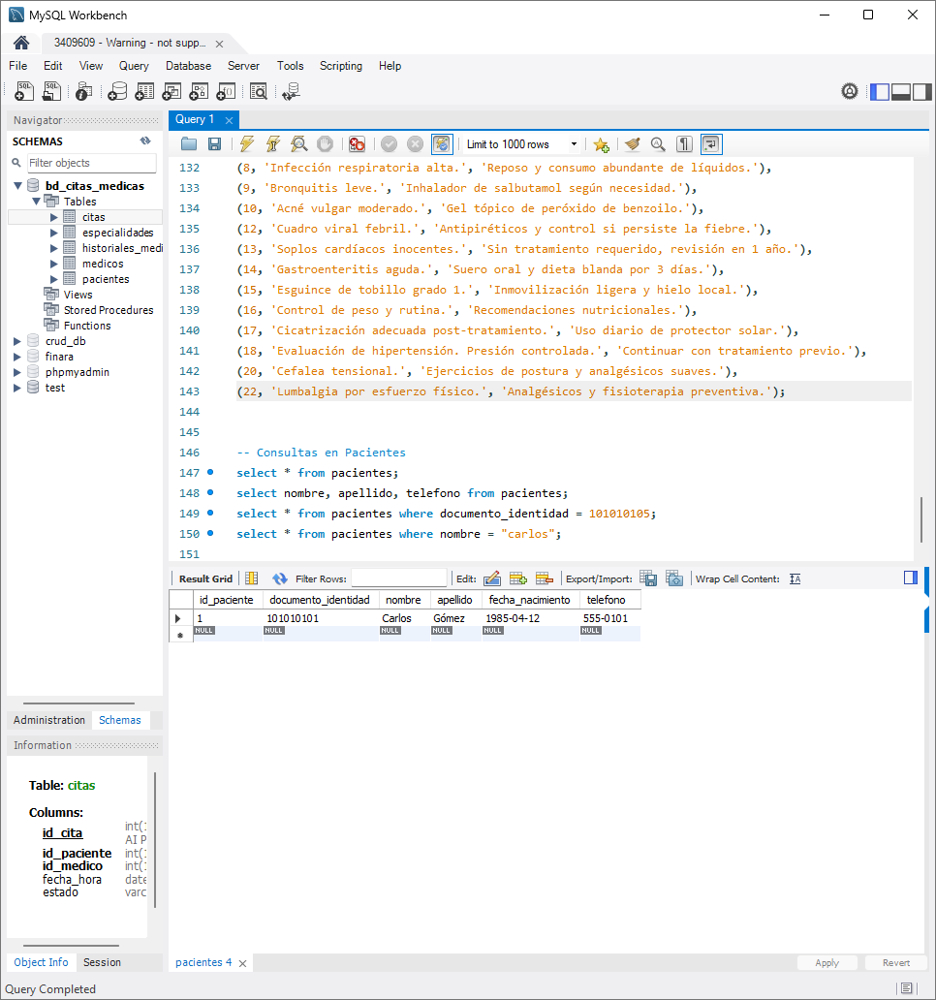 MySQL Workbench
3409609 - Warning - not supp...
File Edit View Query Database Server Tools Scripting Help
Navigator
SCHEMAS
Filter objects
bd_citas_medicas
Tables
citas
especialidades
historiales_medi
medicos
pacientes
Views
Stored Procedures
Functions
crud_db
finara
phpmyadmin
test
Administration Schemas
Information
Table: citas
Columns:
id_cita int(1
AI P
id_paciente int(1
id_medico int(1
fecha_hora date
estado varc
Object Info Session
Query 1
Limit to 1000 rows
132 (8, 'Infección respiratoria alta.', 'Reposo y consumo abundante de líquidos.'),
133 (9, 'Bronquitis leve.', 'Inhalador de salbutamol según necesidad.'),
134 (10, 'Acné vulgar moderado.', 'Gel tópico de peróxido de benzoilo.'),
135 (12, 'Cuadro viral febril.', 'Antipiréticos y control si persiste la fiebre.'),
136 (13, 'Soplos cardíacos inocentes.', 'Sin tratamiento requerido, revisión en 1 año.'),
137 (14, 'Gastroenteritis aguda.', 'Suero oral y dieta blanda por 3 días.'),
138 (15, 'Esguince de tobillo grado 1.', 'Inmovilización ligera y hielo local.'),
139 (16, 'Control de peso y rutina.', 'Recomendaciones nutricionales.'),
140 (17, 'Cicatrización adecuada post-tratamiento.', 'Uso diario de protector solar.'),
141 (18, 'Evaluación de hipertensión. Presión controlada.', 'Continuar con tratamiento previo.'),
142 (20, 'Cefalea tensional.', 'Ejercicios de postura y analgésicos suaves.'),
143 (22, 'Lumbalgia por esfuerzo físico.', 'Analgésicos y fisioterapia preventiva.');
144
145
146 -- Consultas en Pacientes
147 select * from pacientes;
148 select nombre, apellido, telefono from pacientes;
149 select * from pacientes where documento_identidad = 101010105;
150 select * from pacientes where nombre = "carlos";
151
Result Grid Filter Rows: Edit: Export/Import: Wrap Cell Content:
id_paciente documento_identidad nombre apellido fecha_nacimiento telefono
1 101010101 Carlos Gómez 1985-04-12 555-0101
NULL NULL NULL NULL NULL NULL
pacientes 4 Apply Revert
Query Completed